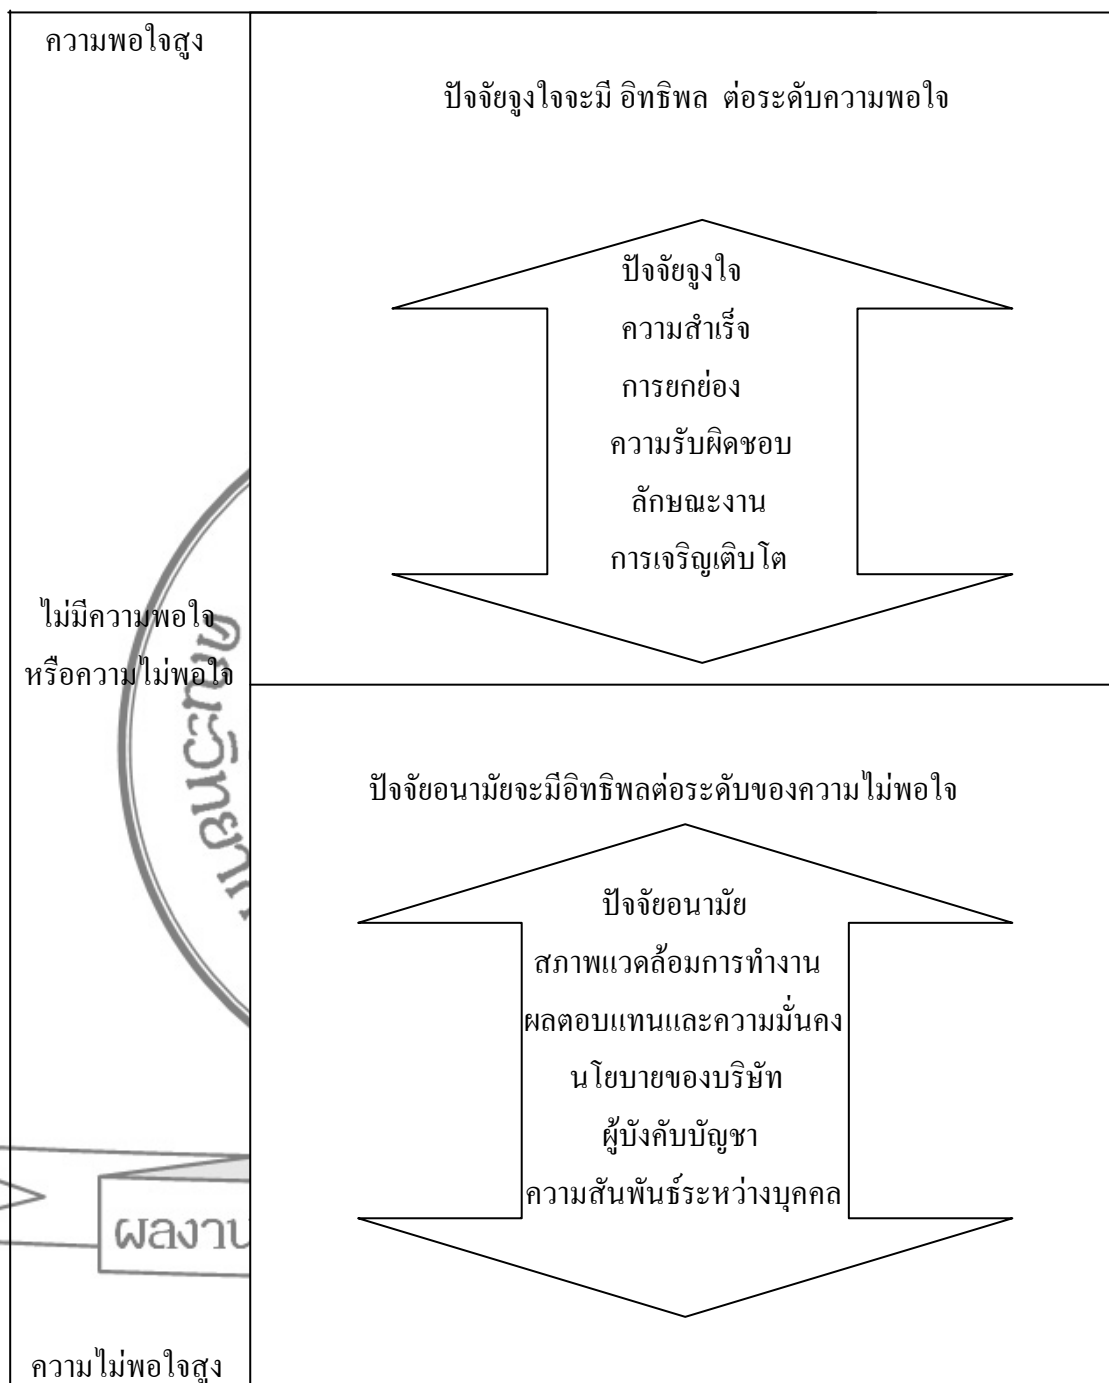 ความพอใจสูง
ปัจจัยจูงใจจะมี อิทธิพล ต่อระดับความพอใจ
ปัจจัยจูงใจ
ความสำเร็จ
การยกย่อง
ความรับผิดชอบ
ลักษณะงาน
การเจริญเติบโต
ไม่มีความพอใจ
หรือความไม่พอใจ
ปัจจัยอนามัยจะมีอิทธิพลต่อระดับของความไม่พอใจ
ปัจจัยอนามัย
สภาพแวดล้อมการทำงาน
ผลตอบแทนและความมั่นคง
นโยบายของบริษัท
ผู้บังคับบัญชา
ความสันพันธ์ระหว่างบุคคล
ผลงาน
ความไม่พอใจสูง